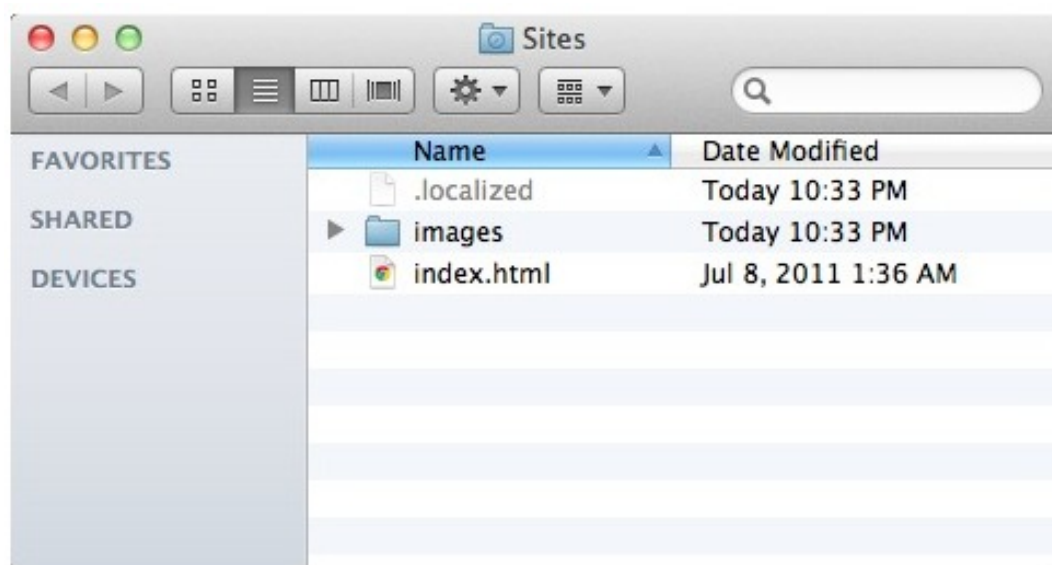 Sites
FAVORITES
SHARED
DEVICES
Name Date Modified
.localized Today 10:33 PM
images Today 10:33 PM
index.html Jul 8, 2011 1:36 AM